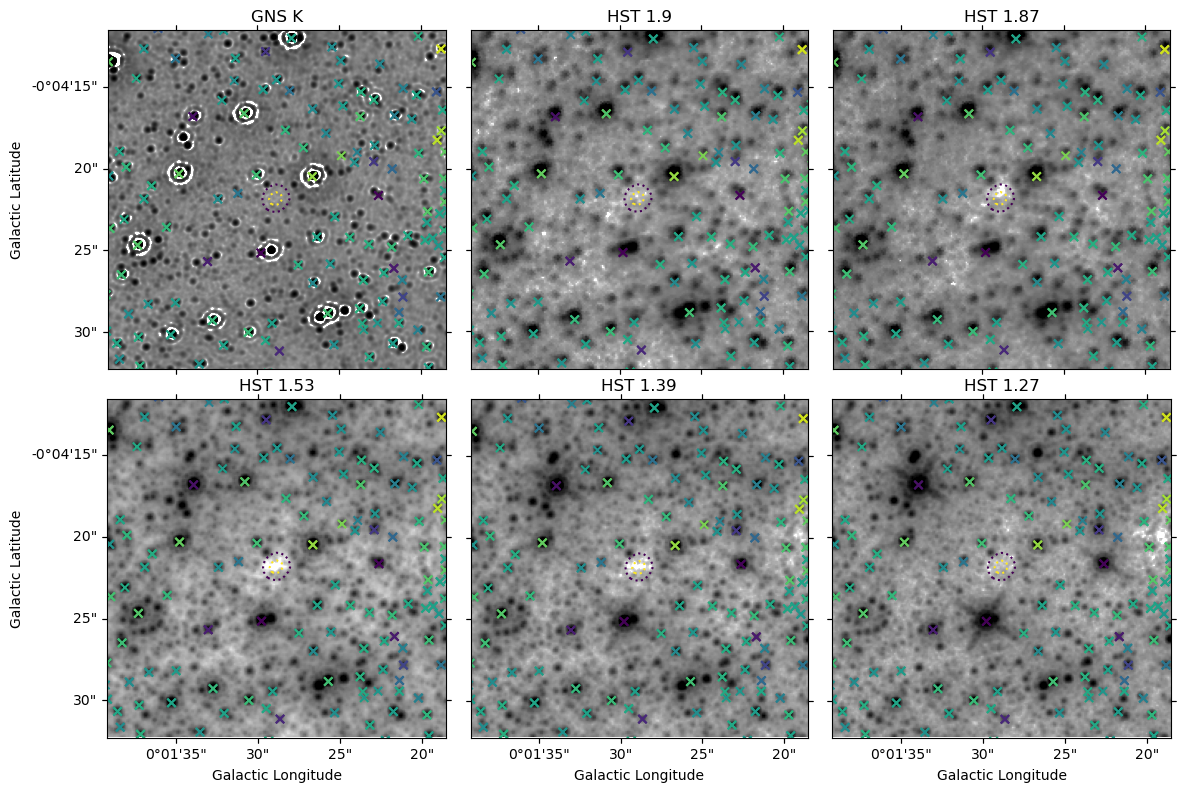 GNS K
HST 1.9
HST 1.87
-0°04'15"
20"
25"
30"
Galactic Latitude
HST 1.53
HST 1.39
HST 1.27
-0°04'15"
20"
25"
30"
Galactic Latitude
0°01'35" 30" 25" 20"
0°01'35" 30" 25" 20"
0°01'35" 30" 25" 20"
Galactic Longitude
Galactic Longitude
Galactic Longitude